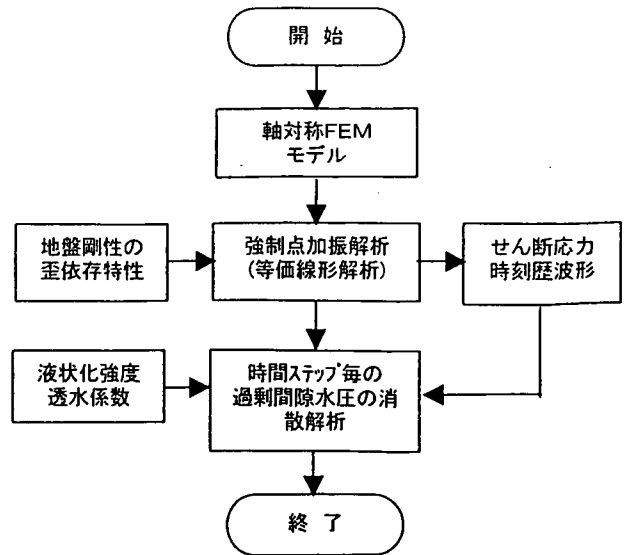 開 始
軸対称FEM
モデル
地盤剛性の
歪依存特性
強制点加振解析
(等価線形解析)
せん断応力
時刻歴波形
液状化強度
透水係数
時間ステップ毎の
過剰間隙水圧の消
散解析
終 了